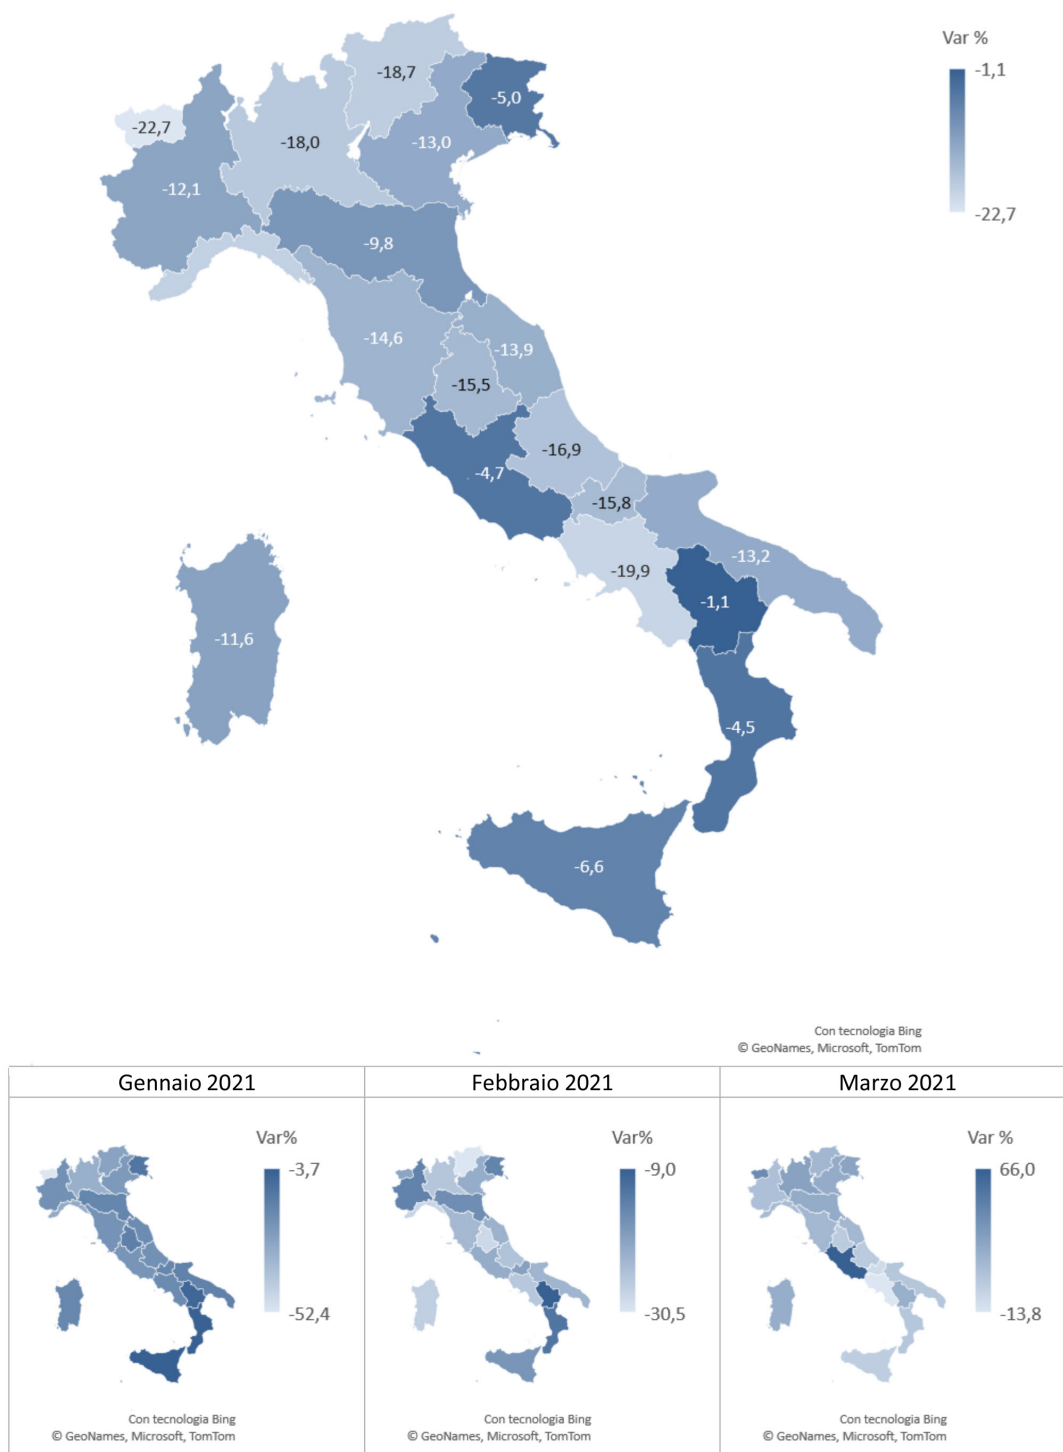 Var %
-1,1
-22,7
-18,7
-5,0
-22,7
-18,0
-13,0
-12,1
-9,8
-14,6
-13,9
-15,5
-16,9
-4,7
-15,8
-13,2
-19,9
-1,1
-11,6
-4,5
-6,6
Con tecnologia Bing
© GeoNames, Microsoft, TomTom
Gennaio 2021
Var%
-3,7
-52,4
Con tecnologia Bing
© GeoNames, Microsoft, TomTom
Febbraio 2021
Var%
-9,0
-30,5
Con tecnologia Bing
© GeoNames, Microsoft, TomTom
Marzo 2021
Var %
66,0
-13,8
Con tecnologia Bing
© GeoNames, Microsoft, TomTom